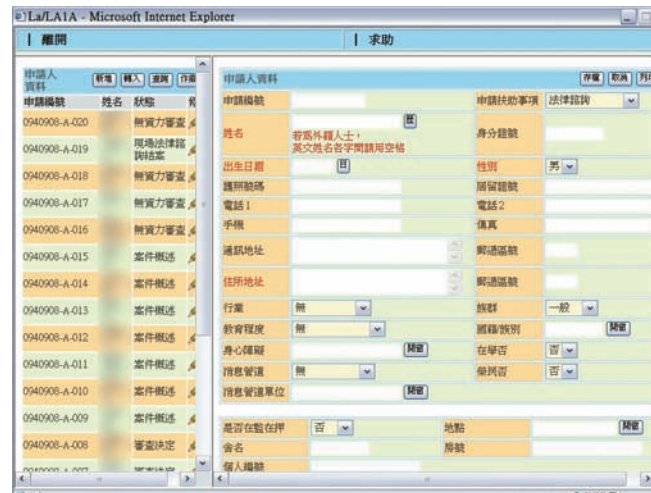 La/LA1A - Microsoft Internet Explorer
離開 求助
申請人資料 新增 轉入 查詢
申請編號 姓名 狀態
0940908-A-020 無資力審查
0940908-A-019 現場法律諮詢結案
0940908-A-018 無資力審查
0940908-A-017 無資力審查
0940908-A-016 無資力審查
0940908-A-015 案件概述
0940908-A-014 案件概述
0940908-A-013 案件概述
0940908-A-012 案件概述
0940908-A-011 案件概述
0940908-A-010 案件概述
0940908-A-009 案件概述
0940908-A-008 審查決定
申請人資料 存檔 取消
申請編號 申請扶助事項 法律諮詢
姓名 若為外籍人士，
英文姓名各字間請用空格 身分證號
出生日期 性別 男
護照號碼 居留證號
電話1 電話2
手機 傳真
通訊地址 郵遞區號
住所地址 郵遞區號
行業 無 族群 一般
教育程度 無 國籍/族別 開窗
身心障礙 開窗 在學否 否
消息管道 無 榮民否 否
消息管道單位 開窗
是否在監在押 否 地點 開窗
舍名 房號
個人編號